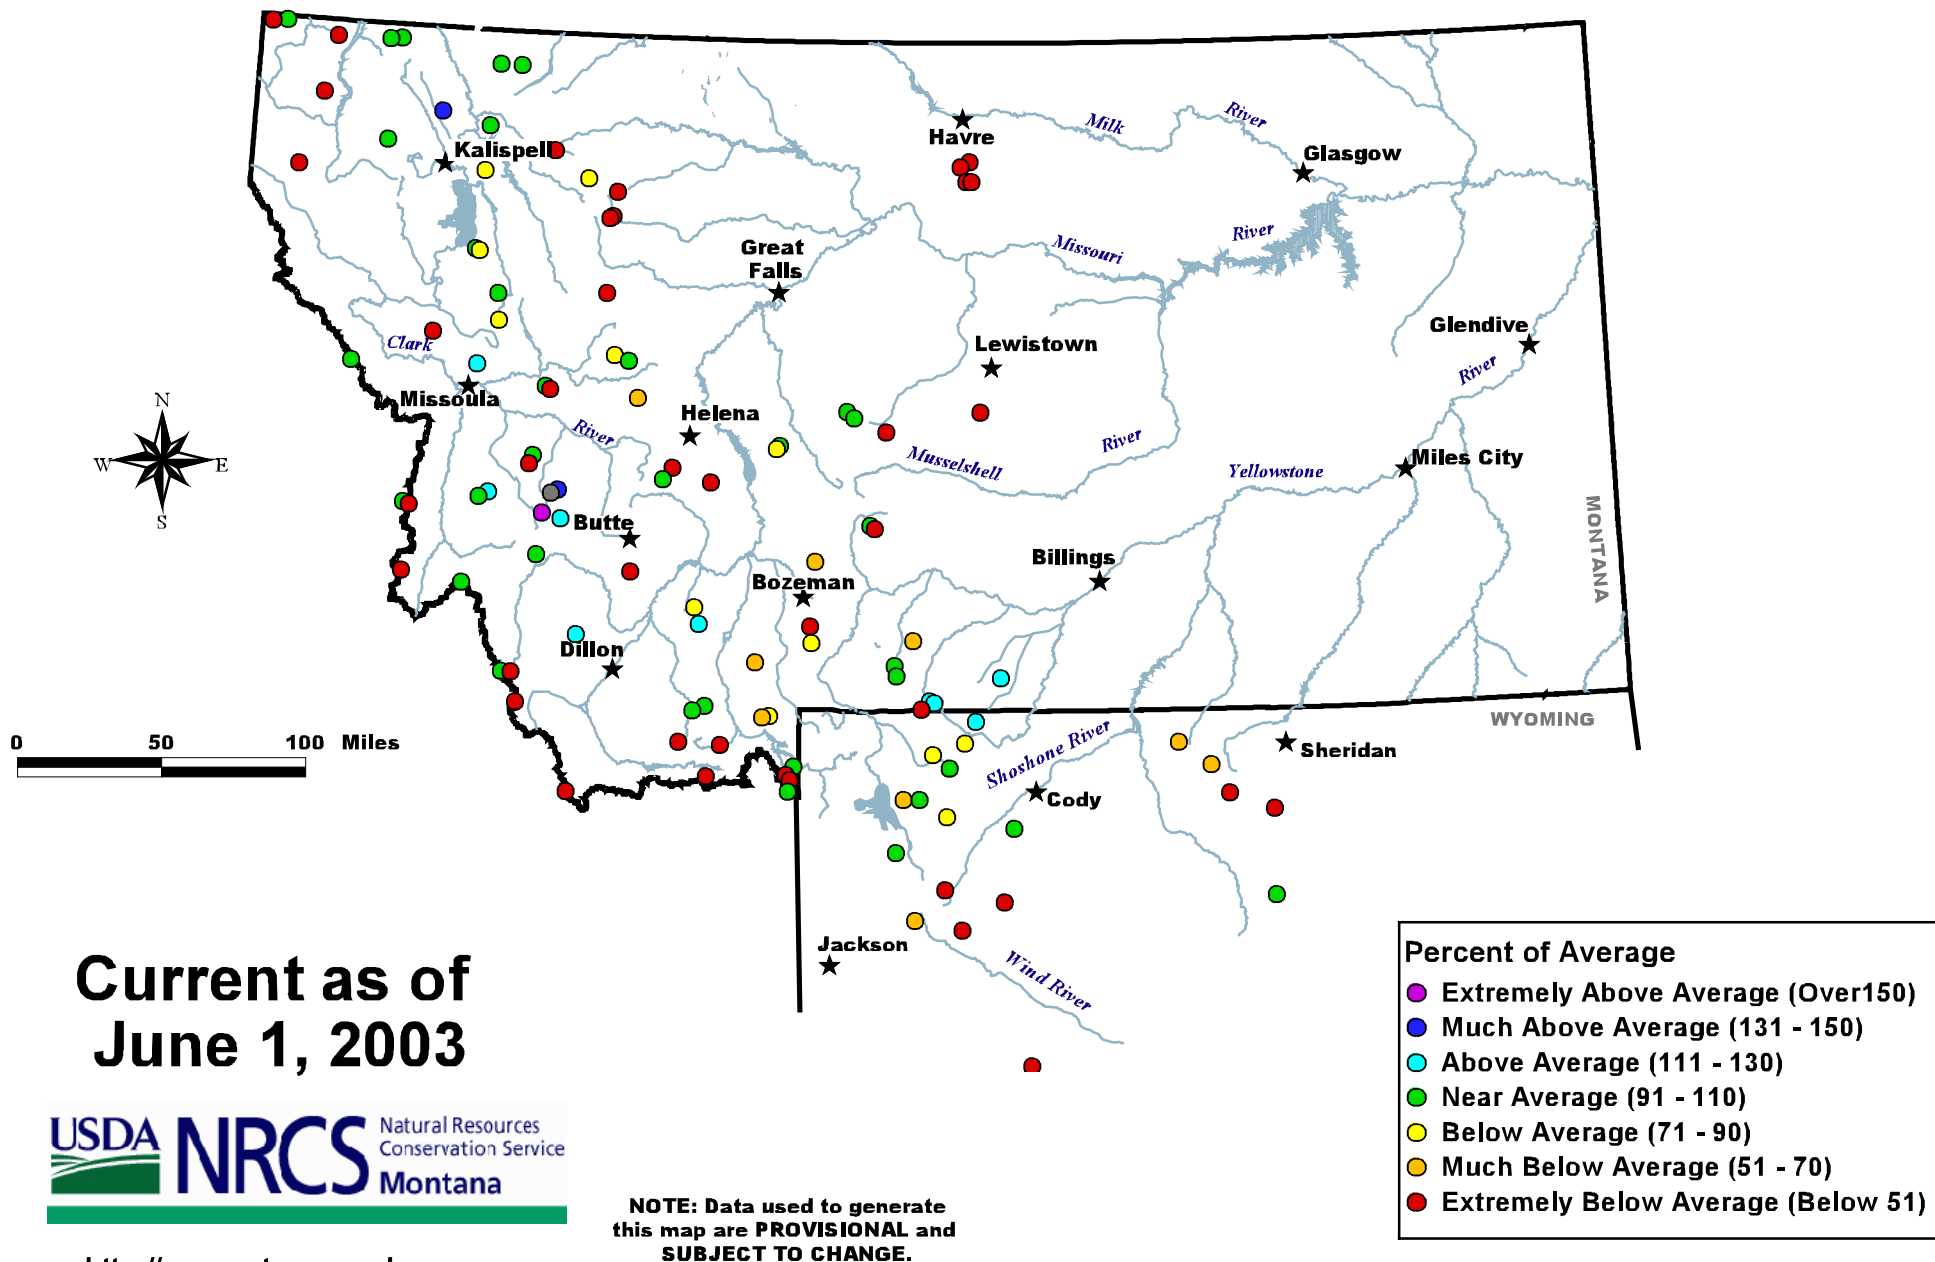 Havre
Milk
River
Glasgow
Kalispell
Great
Falls
Missouri
River
Glendive
River
Clark
Lewistown
Missoula
N
W
E
S
River
Helena
Musselshell
River
Yellowstone
Miles City
Butte
MONTANA
Billings
Bozeman
Dillon
WYOMING
0 50 100 Miles
Shoshone River
Sheridan
Cody
Jackson
Wind River
Current as of
June 1, 2003
USDA NRCS
Natural Resources
Conservation Service
Montana
NOTE: Data used to generate
this map are PROVISIONAL and
SUBJECT TO CHANGE.
Percent of Average
Extremely Above Average (Over150)
Much Above Average (131 - 150)
Above Average (111 - 130)
Near Average (91 - 110)
Below Average (71 - 90)
Much Below Average (51 - 70)
Extremely Below Average (Below 51)